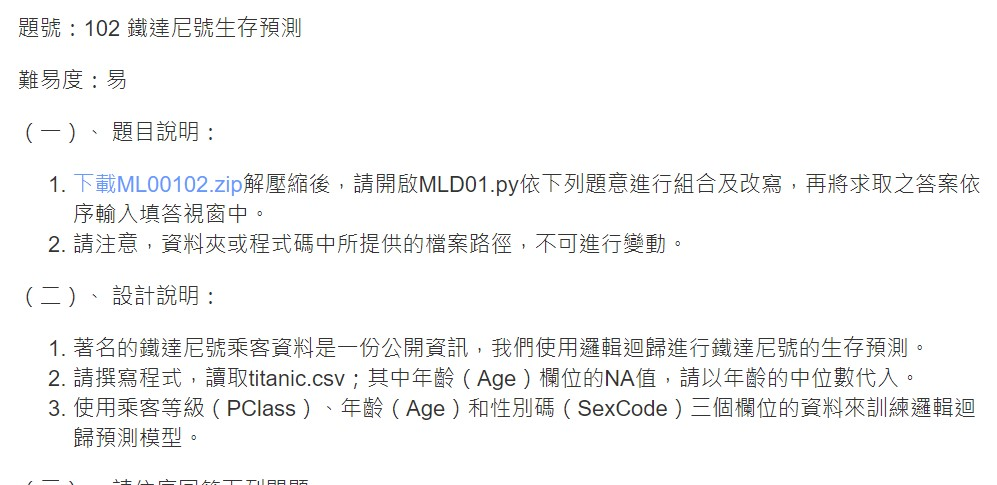 題號：102 鐵達尼號生存預測
難易度：易
（一）、 題目說明：
1. 下載ML00102.zip解壓縮後，請開啟MLD01.py依下列題意進行組合及改寫，再將求取之答案依
序輸入填答視窗中。
2. 請注意，資料夾或程式碼中所提供的檔案路徑，不可進行變動。
（二）、 設計說明：
1. 著名的鐵達尼號乘客資料是一份公開資訊，我們使用邏輯迴歸進行鐵達尼號的生存預測。
2. 請撰寫程式，讀取titanic.csv；其中年齡（Age）欄位的NA值，請以年齡的中位數代入。
3. 使用乘客等級（PClass）、年齡（Age）和性別碼（SexCode）三個欄位的資料來訓練邏輯迴
歸預測模型。